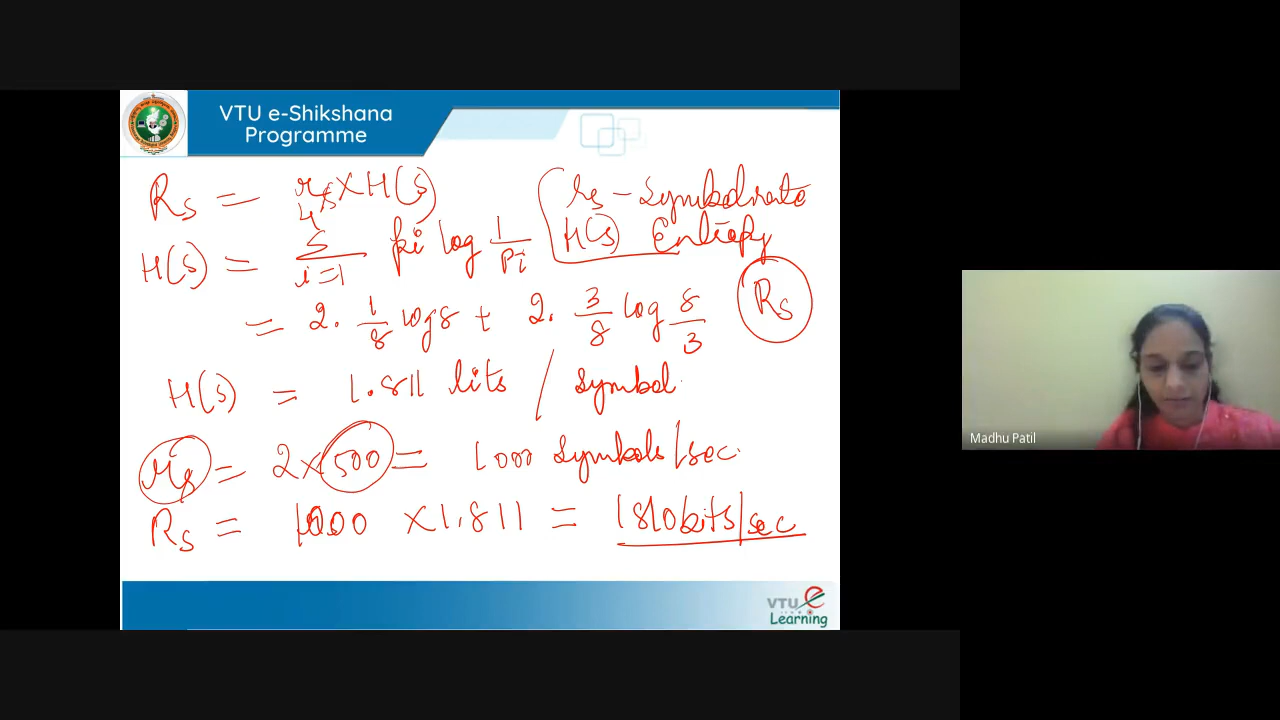 VTU e-Shikshana
Programme
Rs = rs × H(s)
rs - Symbol rate
H(s) Entropy
H(s) = 4 Σ i=1 Pi log 1/Pi
= 2. 1/8 log 8 + 2. 3/8 log 8/3
Rs
H(s) = 1.811 bits / symbol
rs = 2 × 500 = 1000 symbols/sec.
Rs = 1000 × 1.811 = 1810 bits/sec
VTU e
Learning
Madhu Patil